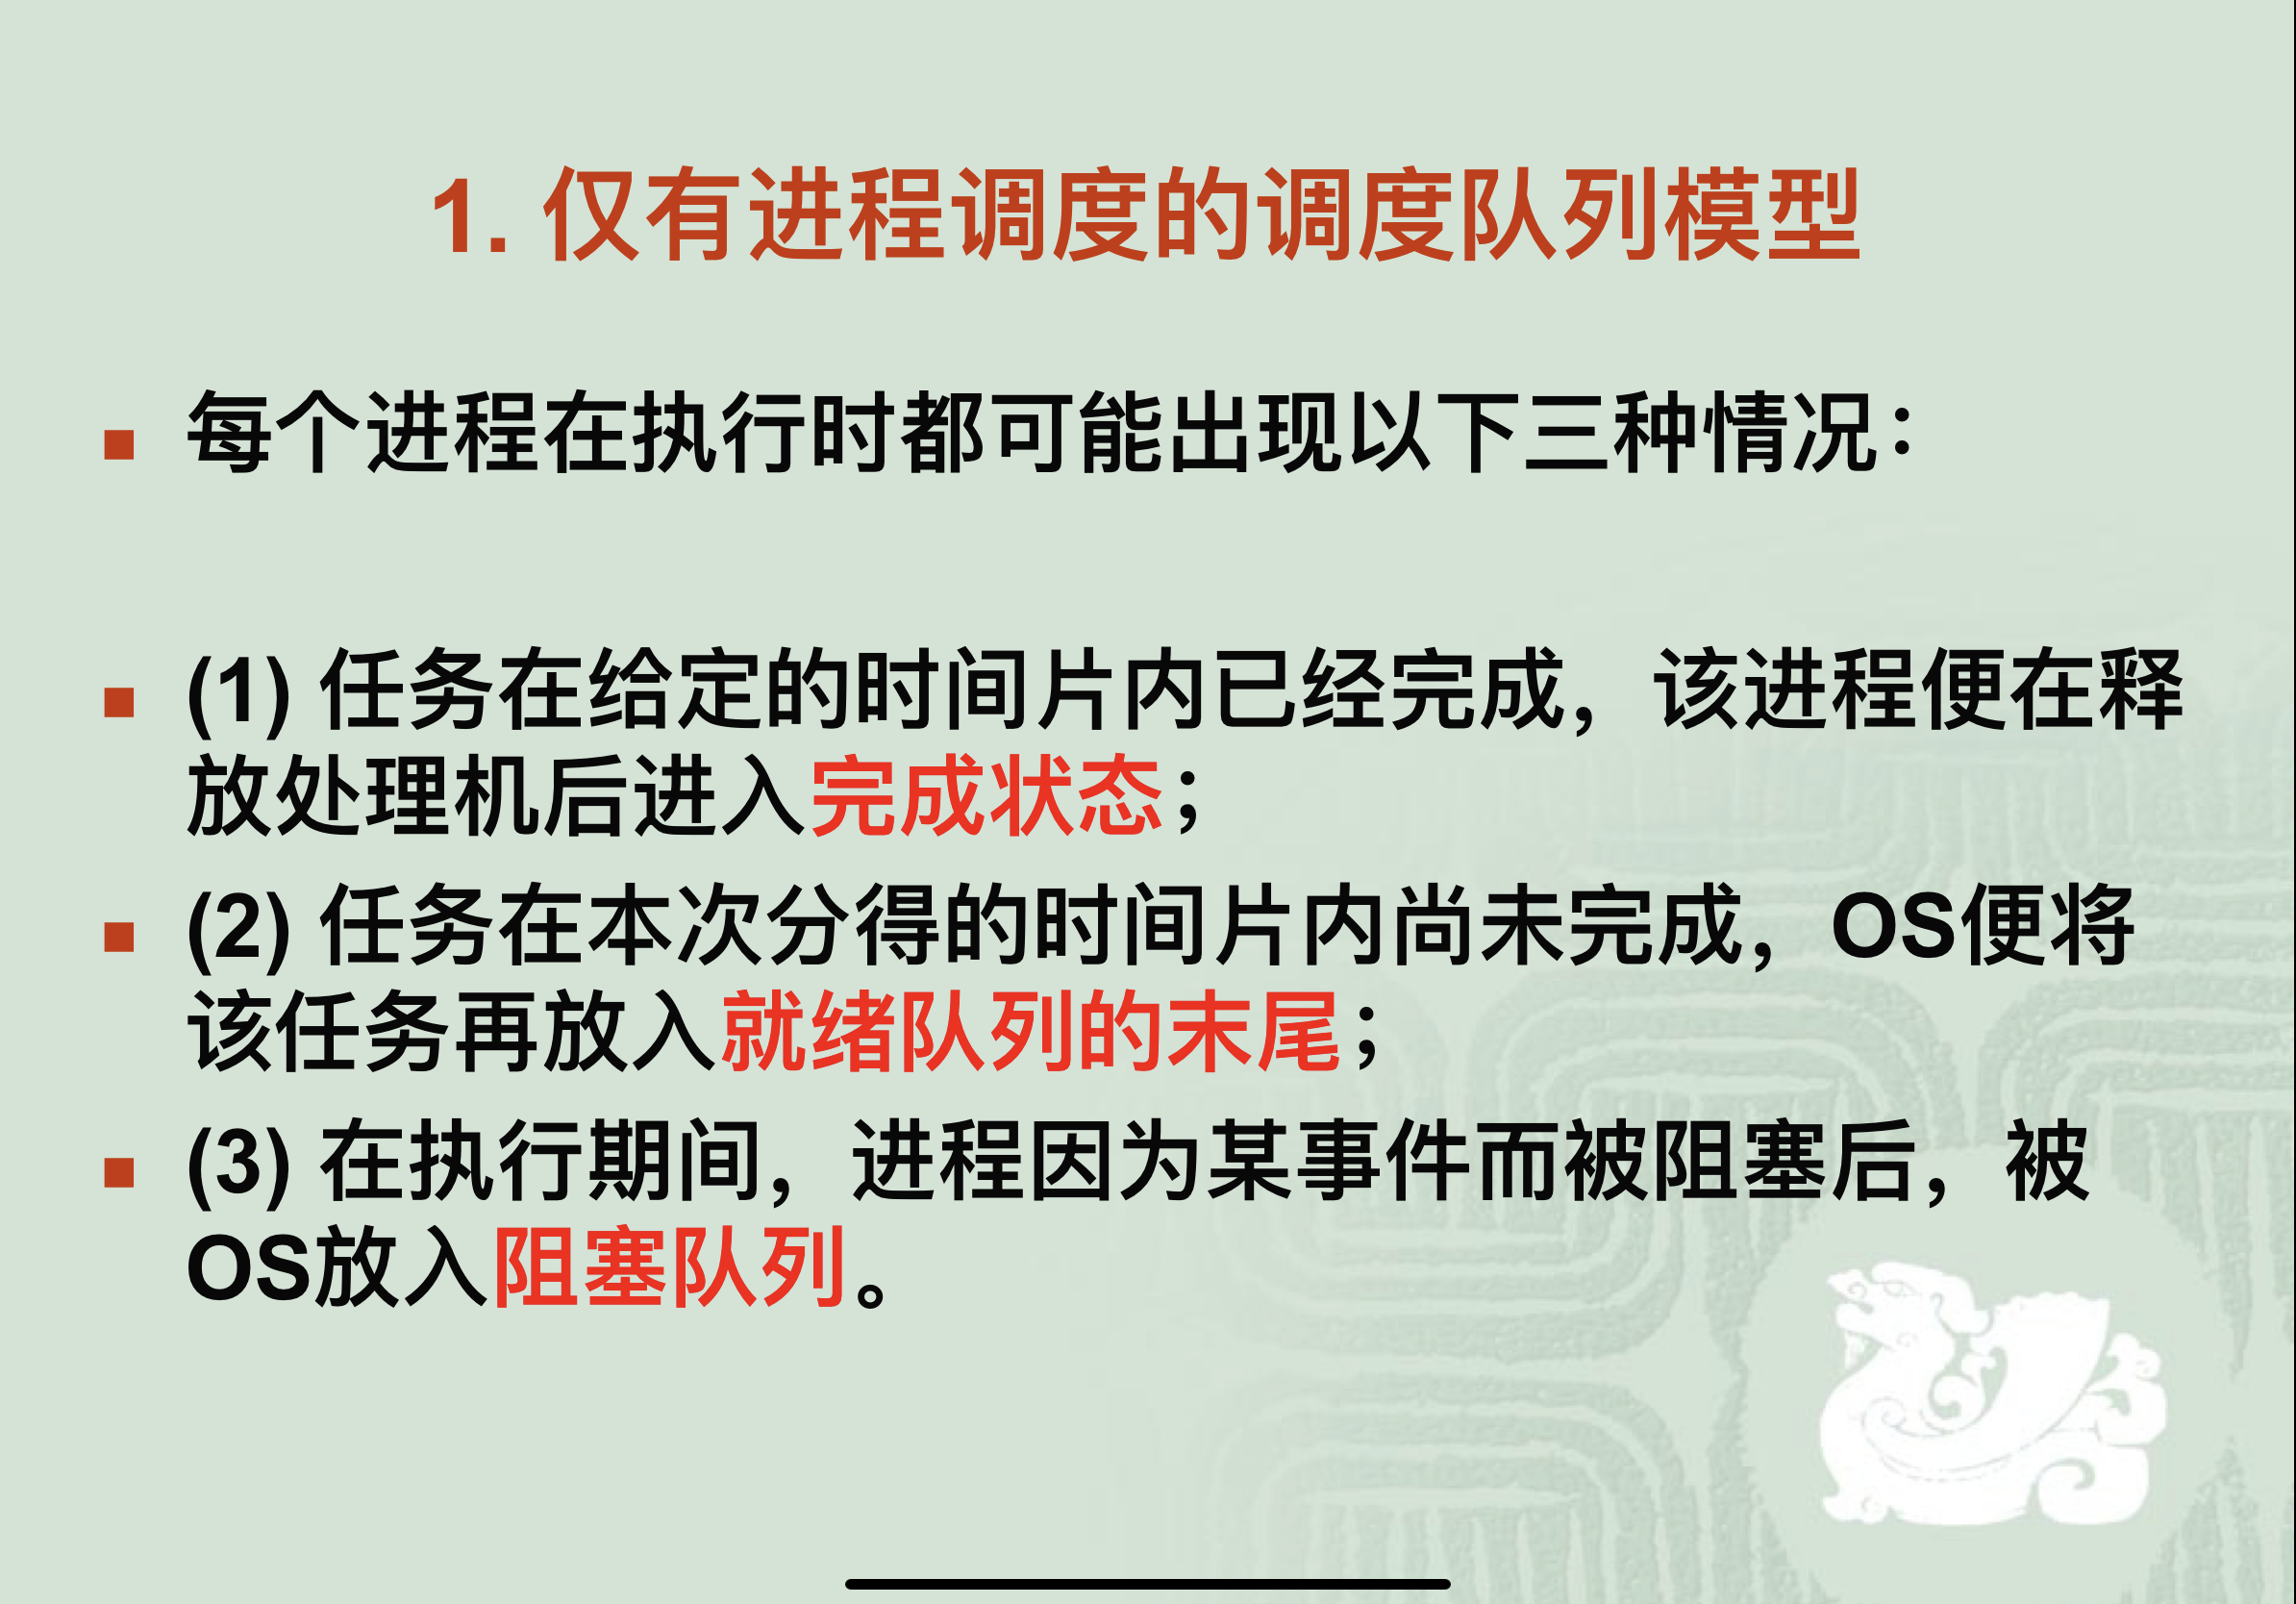 1. 仅有进程调度的调度队列模型
每个进程在执行时都可能出现以下三种情况：
(1) 任务在给定的时间片内已经完成，该进程便在释
放处理机后进入完成状态；
(2) 任务在本次分得的时间片内尚未完成，OS便将
该任务再放入就绪队列的末尾；
(3) 在执行期间，进程因为某事件而被阻塞后，被
OS放入阻塞队列。